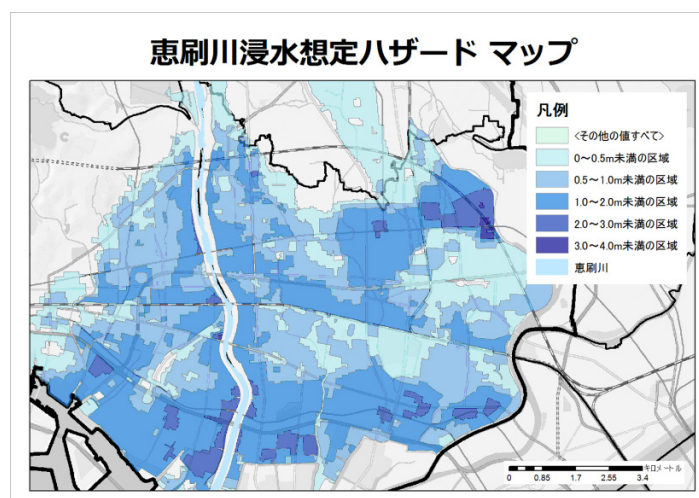 恵刷川浸水想定ハザード マップ
凡例
<その他の値すべて>
0～0.5m未満の区域
0.5～1.0m未満の区域
1.0～2.0m未満の区域
2.0～3.0m未満の区域
3.0～4.0m未満の区域
恵刷川
キロメートル
0 0.85 1.7 2.55 3.4